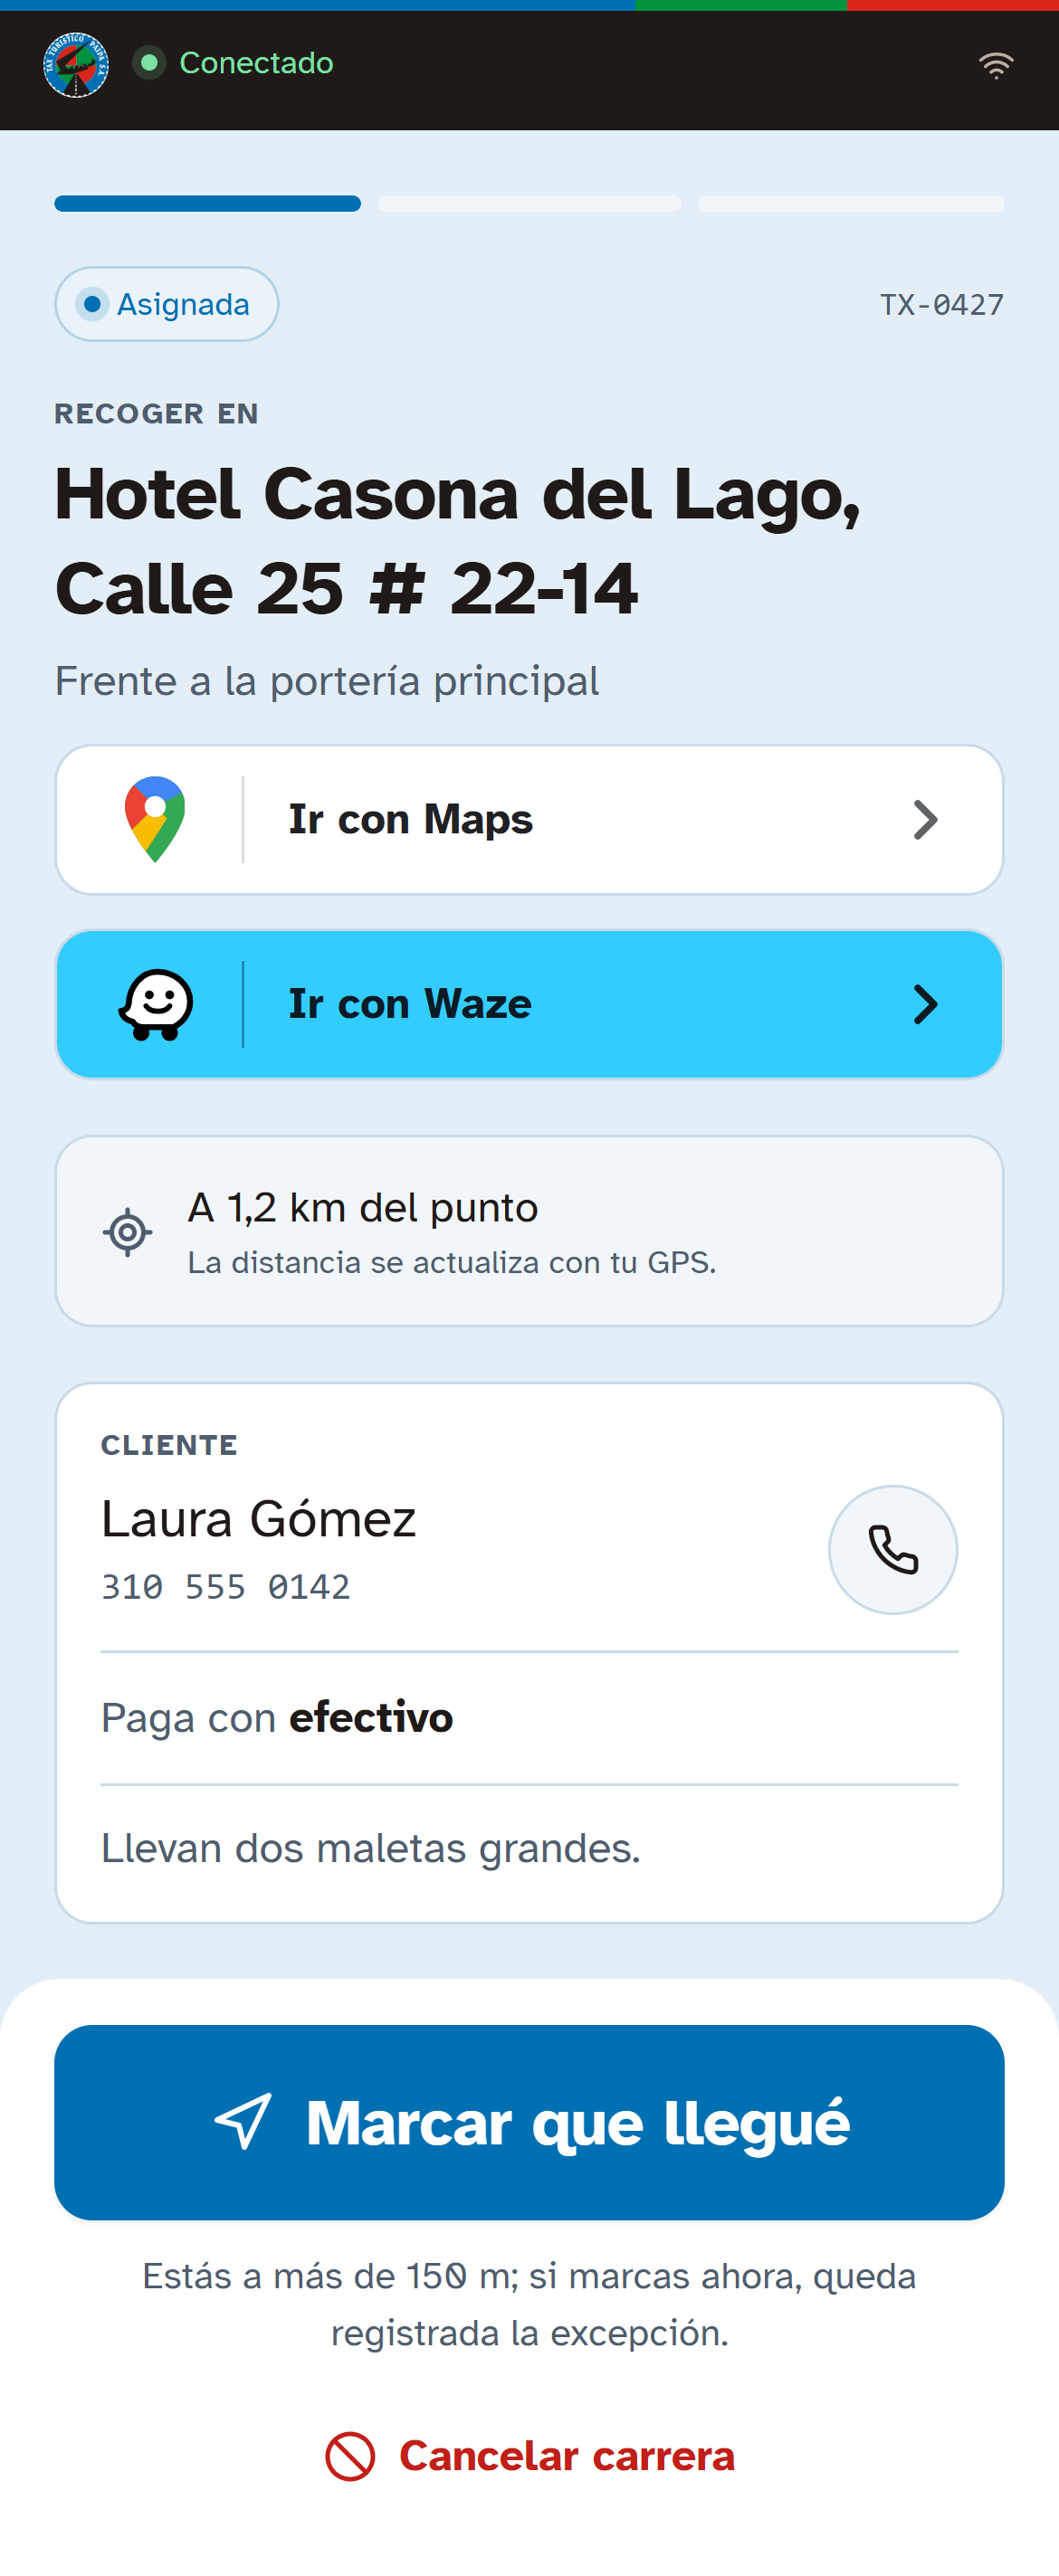 TAX TURISTICO PAIPA S.A
Conectado
Asignada
TX-0427
RECOGER EN
Hotel Casona del Lago,
Calle 25 # 22-14
Frente a la portería principal
Ir con Maps
Ir con Waze
A 1,2 km del punto
La distancia se actualiza con tu GPS.
CLIENTE
Laura Gómez
310 555 0142
Paga con efectivo
Llevan dos maletas grandes.
Marcar que llegué
Estás a más de 150 m; si marcas ahora, queda
registrada la excepción.
Cancelar carrera